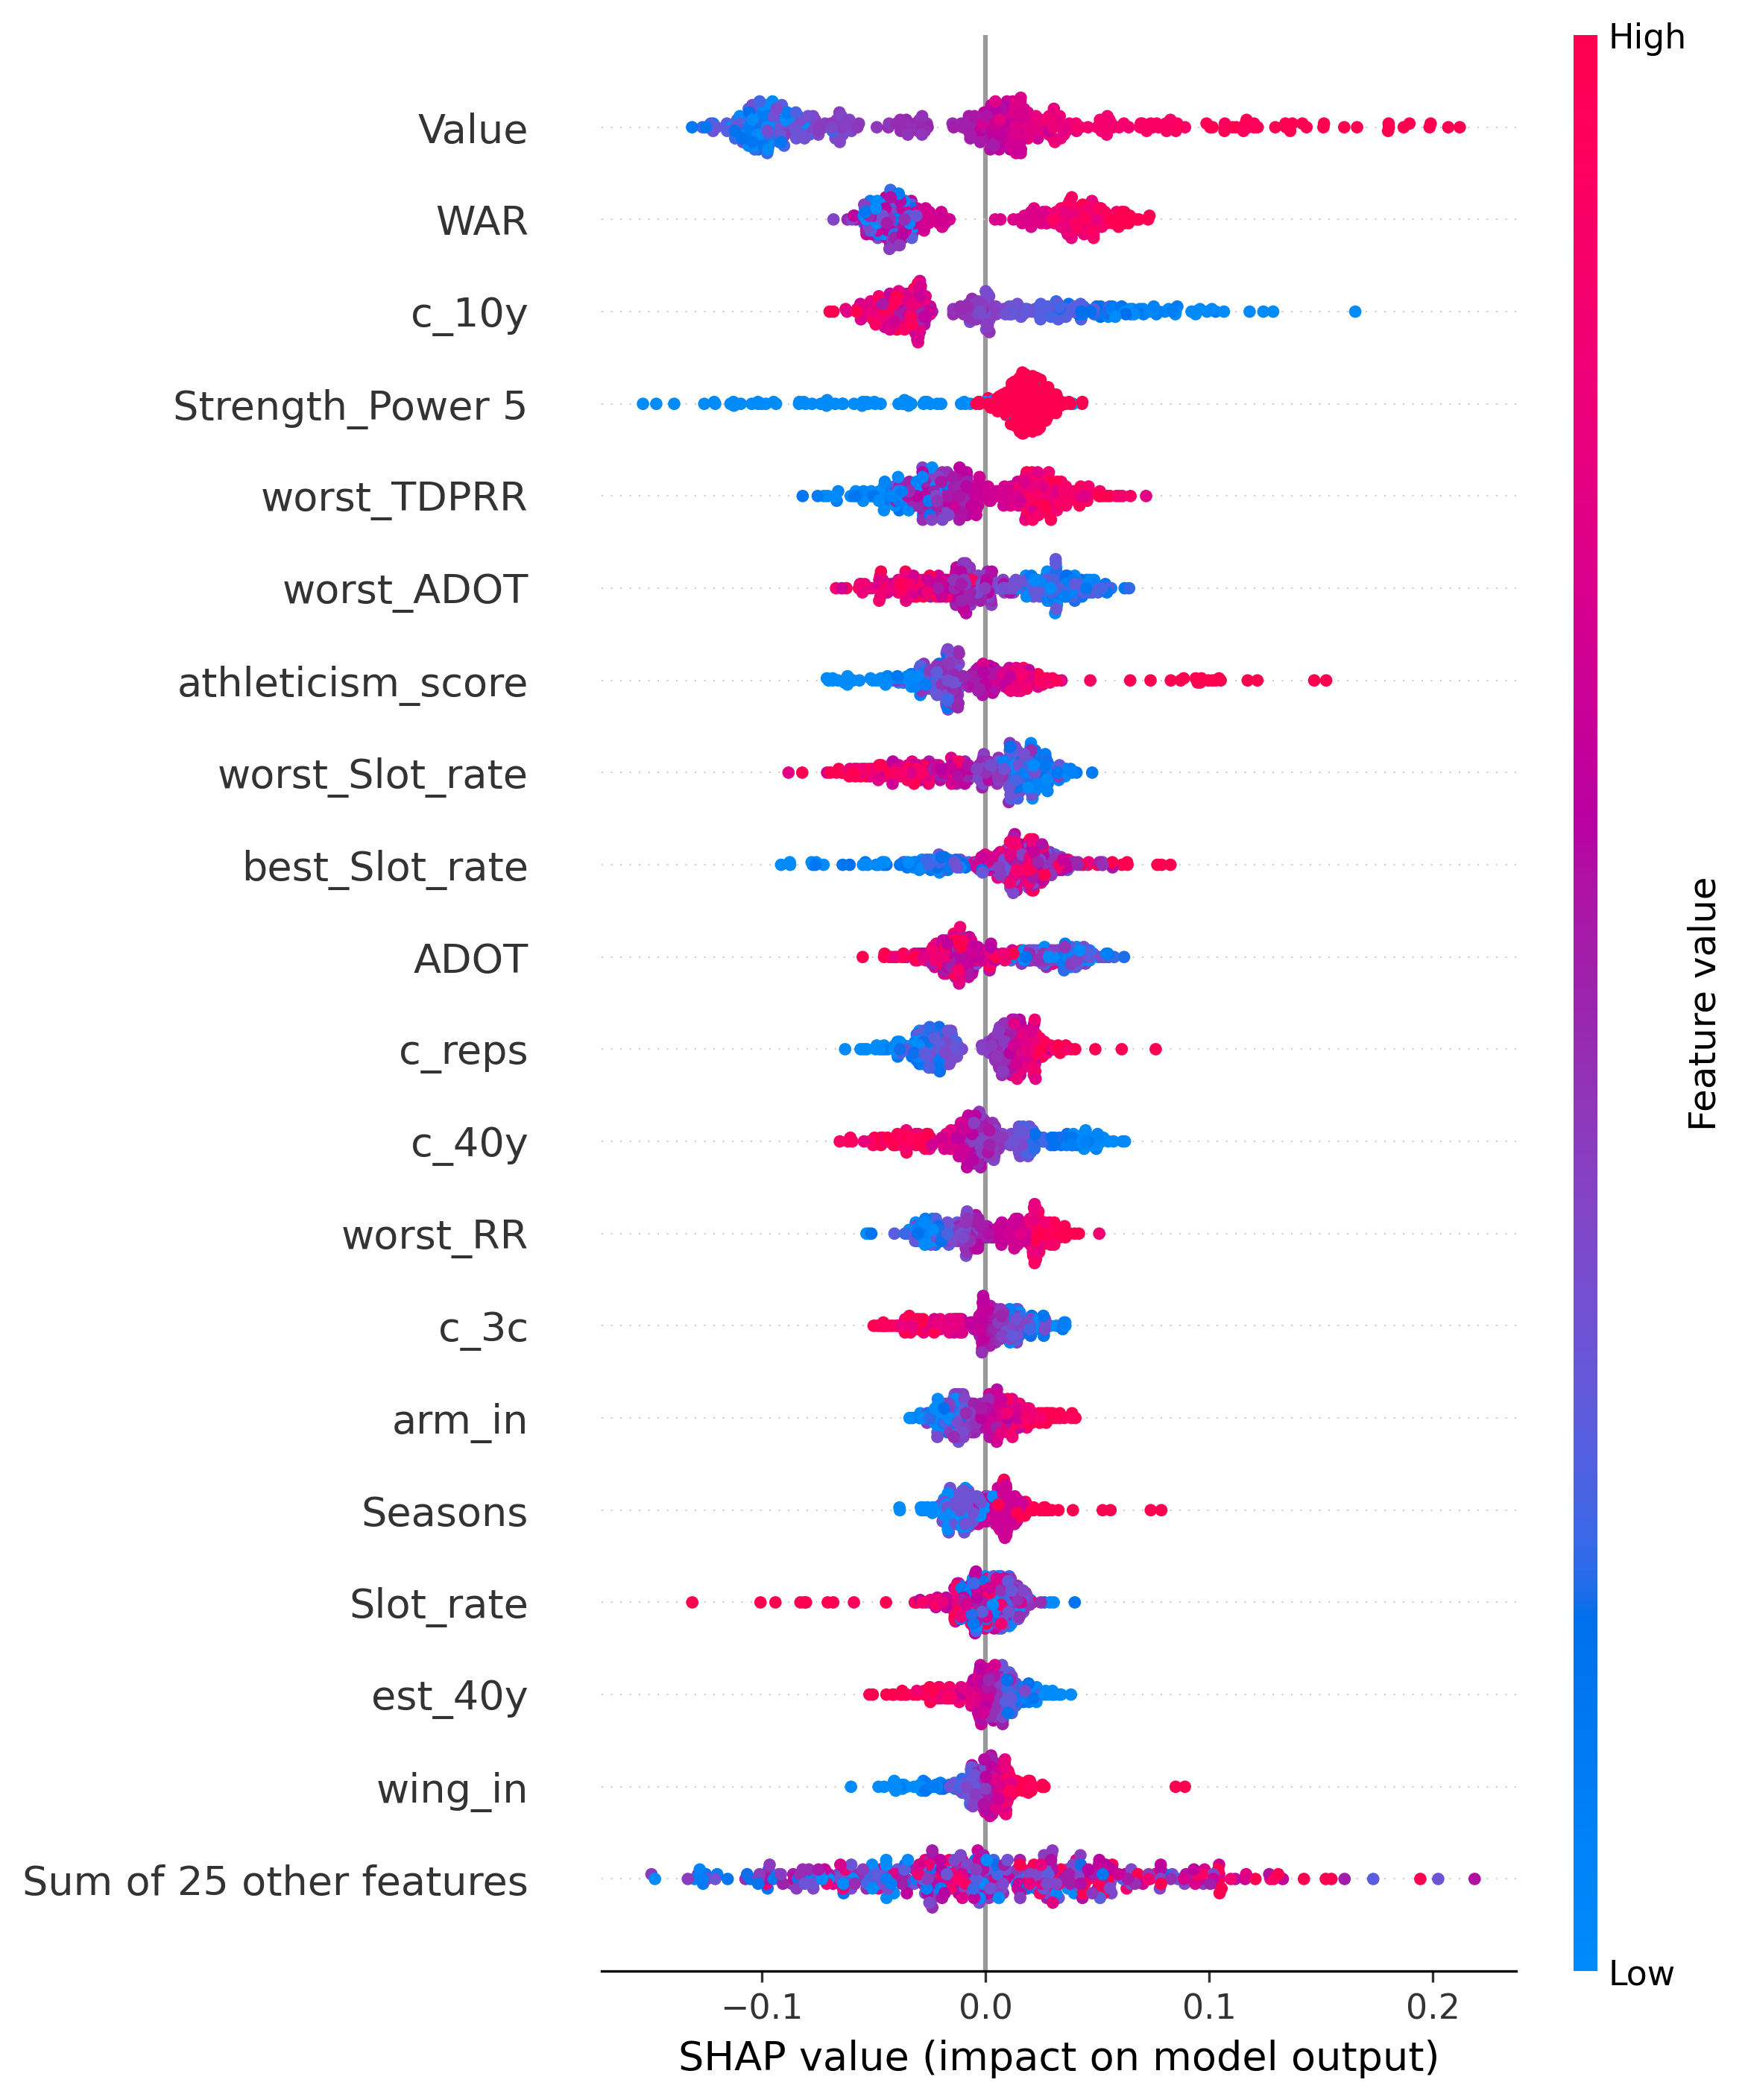 High
Value
WAR
c_10y
Strength_Power 5
worst_TDPRR
worst_ADOT
athleticism_score
worst_Slot_rate
best_Slot_rate
ADOT
c_reps
c_40y
worst_RR
c_3c
arm_in
Seasons
Slot_rate
est_40y
wing_in
Sum of 25 other features
Feature value
Low
−0.1 0.0 0.1 0.2
SHAP value (impact on model output)